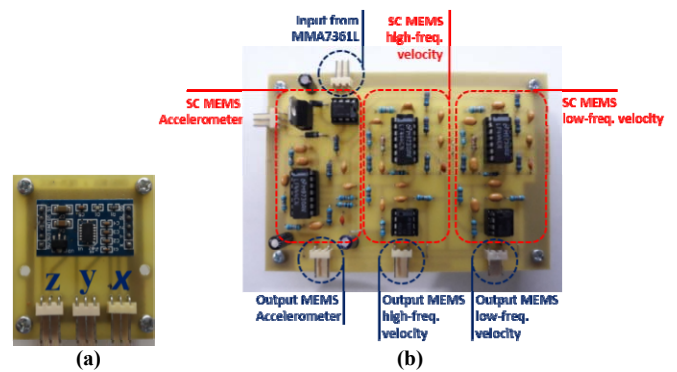 Input from
MMA7361L
SC MEMS
high-freq.
velocity
SC MEMS
Accelerometer
SC MEMS
low-freq. velocity
z y x
Output MEMS
Accelerometer
Output MEMS
high-freq.
velocity
Output MEMS
low-freq.
velocity
(a)
(b)